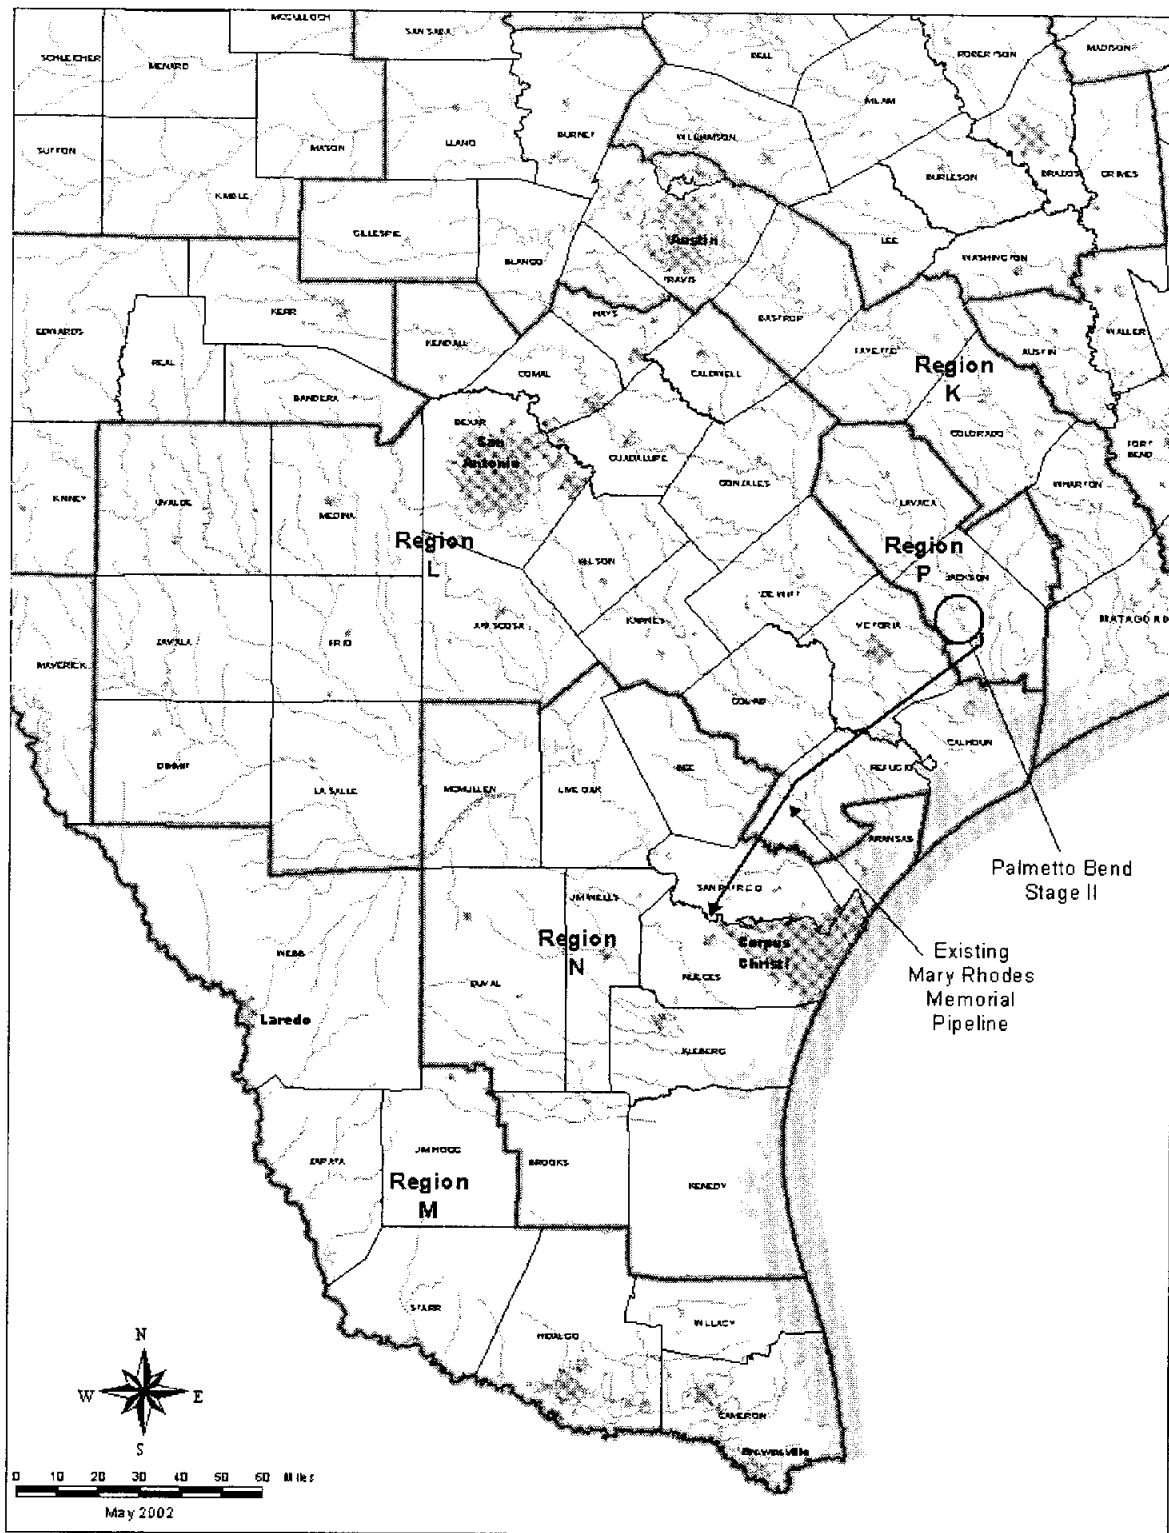 McCULLOCH
SAN SABA
BELL
ROBERTSON
MADISON
SCHLEICHER
MENARD
MILAM
BURNET
WILLIAMSON
SUTTON
MASON
LLANO
BURLESON
BRAZOS
GRIMES
KIMBLE
GILLESPIE
Austin
LEE
BLANCO
WASHINGTON
TRAVIS
KERR
HAYS
BASTROP
EDWARDS
REAL
KENDALL
WALLER
FAYETTE
AUSTIN
COMAL
CALDWELL
Region
K
BANDERA
BEXAR
San
Antonio
COLORADO
FORT
BEND
GUADALUPE
KINNEY
UVALDE
GONZALES
WHARTON
MEDINA
LAVACA
Region
L
Region
P
WILSON
JACKSON
DE WITT
ATASCOSA
KARNES
VICTORIA
MATAGORD
ZAVALA
FRIO
MAVERICK
GOLIAD
CALHOUN
DIMMIT
LA SALLE
MCMULLEN
LIVE OAK
BEE
REFUGIO
ARANSAS
Palmetto Bend
Stage II
SAN PATRICIO
JIM WELLS
Region
N
Corpus
Christi
Existing
Mary Rhodes
Memorial
Pipeline
WEBB
DUVAL
NUECES
Laredo
KLEBERG
ZAPATA
JIM HOGG
BROOKS
Region
M
KENEDY
STARR
WILLACY
HIDALGO
N
W E
S
CAMERON
Brownsville
0 10 20 30 40 50 60 Miles
May 2002